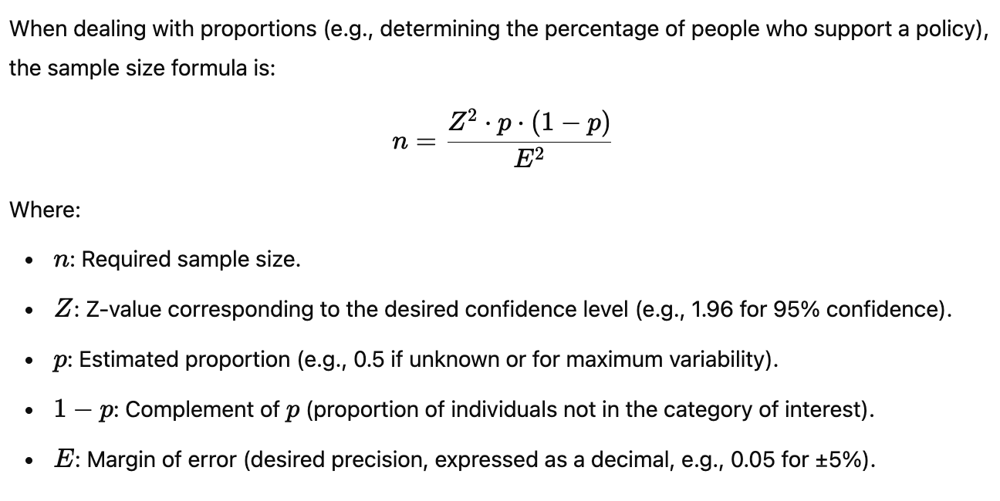 When dealing with proportions (e.g., determining the percentage of people who support a policy),
the sample size formula is:
n = \frac{Z^2 · p · (1 − p)}{E^2}
Where:
• n: Required sample size.
• Z: Z-value corresponding to the desired confidence level (e.g., 1.96 for 95% confidence).
• p: Estimated proportion (e.g., 0.5 if unknown or for maximum variability).
• 1 − p: Complement of p (proportion of individuals not in the category of interest).
• E: Margin of error (desired precision, expressed as a decimal, e.g., 0.05 for ±5%).